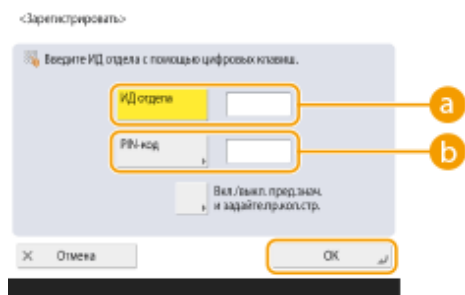 <Зарегистрировать>
Введите ИД отдела с помощью цифровых клавиш.
ИД отдела
a
PIN-код
b
Вкл./выкл. пред.знач.
и задайте.пр.кол.стр.
× Отмена
OK